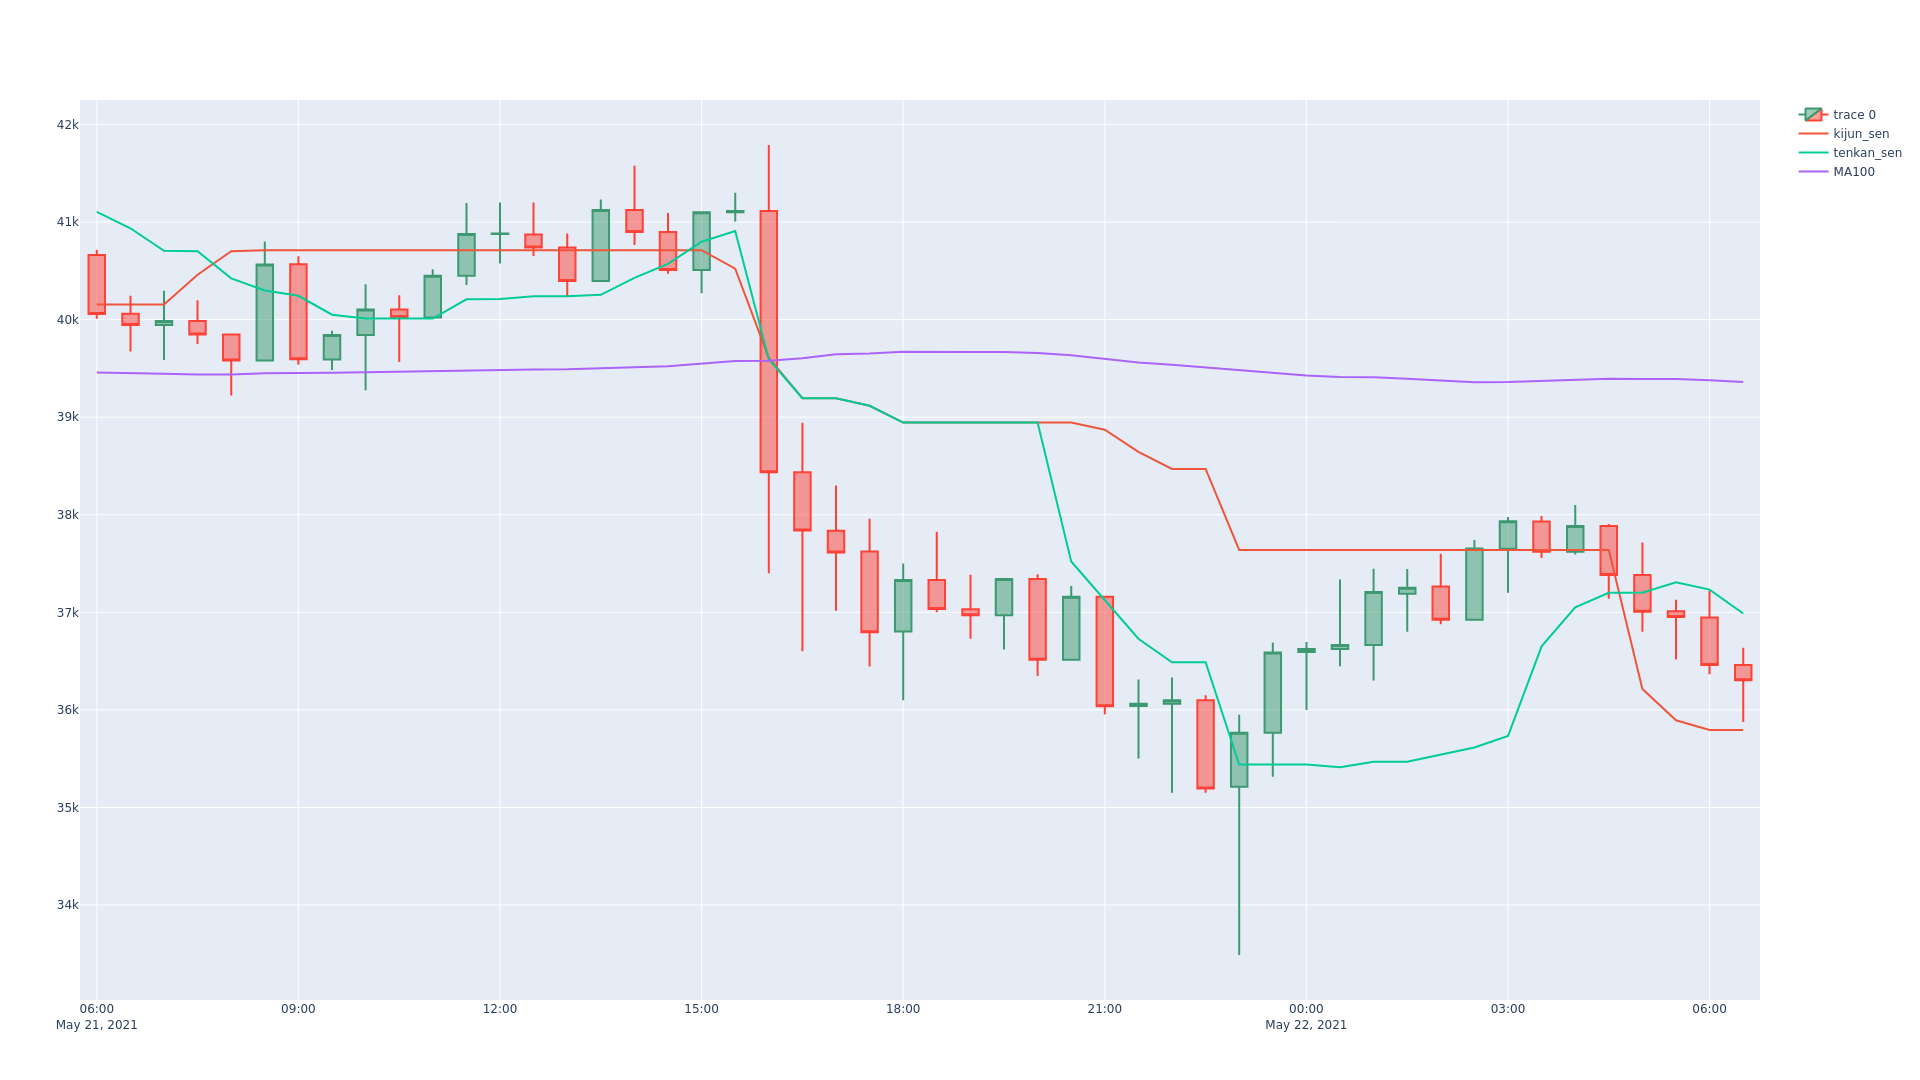 42k
41k
40k
39k
38k
37k
36k
35k
34k
06:00 09:00 12:00 15:00 18:00 21:00 00:00 03:00 06:00
May 21, 2021 May 22, 2021
trace 0
kijun_sen
tenkan_sen
MA100